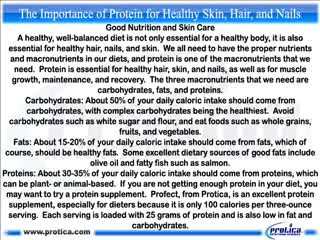 The Importance of Protein for Healthy Skin, Hair, and Nails
Good Nutrition and Skin Care
A healthy, well-balanced diet is not only essential for a healthy body, it is also
essential for healthy hair, nails, and skin.  We all need to have the proper nutrients
and macronutrients in our diets, and protein is one of the macronutrients that we
need.  Protein is essential for healthy hair, skin, and nails, as well as for muscle
growth, maintenance, and recovery.  The three macronutrients that we need are
carbohydrates, fats, and proteins.
Carbohydrates: About 50% of your daily caloric intake should come from
carbohydrates, with complex carbohydrates being the healthiest.  Avoid
carbohydrates such as white sugar and flour, and eat foods such as whole grains,
fruits, and vegetables.
Fats: About 15-20% of your daily caloric intake should come from fats, which of
course, should be healthy fats.  Some excellent dietary sources of good fats include
olive oil and fatty fish such as salmon.
Proteins: About 30-35% of your daily caloric intake should come from proteins, which
can be plant- or animal-based.  If you are not getting enough protein in your diet, you
may want to try a protein supplement.  Profect, from Protica, is an excellent protein
supplement, especially for dieters because it is only 100 calories per three-ounce
serving.  Each serving is loaded with 25 grams of protein and is also low in fat and
carbohydrates.
www.protica.com
protica